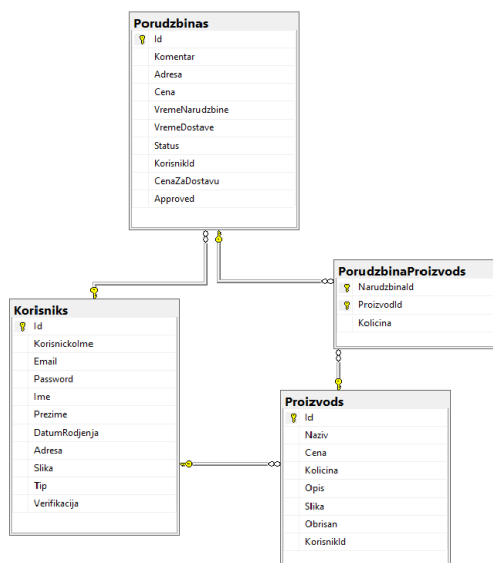 Porudzbinas
Id
Komentar
Adresa
Cena
VremeNarudzbine
VremeDostave
Status
KorisnikId
CenaZaDostavu
Approved
PorudzbinaProizvods
NarudzbinaId
ProizvodId
Kolicina
Korisniks
Id
KorisnickoIme
Email
Password
Ime
Prezime
DatumRodjenja
Adresa
Slika
Tip
Verifikacija
Proizvods
Id
Naziv
Cena
Kolicina
Opis
Slika
Obrisan
KorisnikId